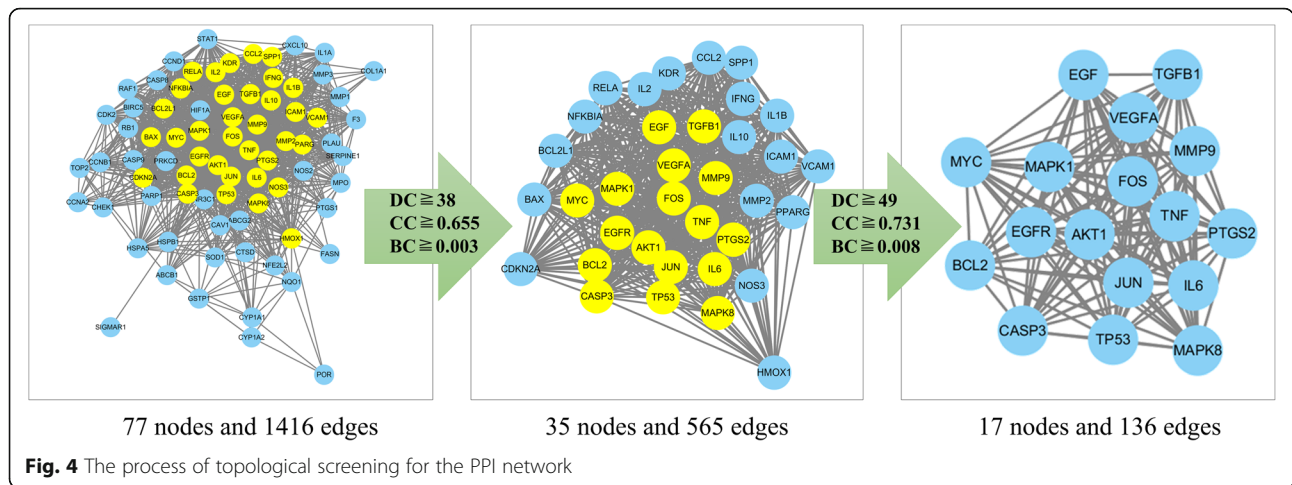 STAT1
CXCL10
IL1A
CCL2
SPP1
CCND1
KDR
RELA
IL2
MMP3
COL1A1
CASP8
IFNG
RAF1
NFKBIA
IL1B
EGF
TGFB1
IL10
MMP1
BIRC5
BCL2L1
HIF1A
ICAM1
VCAM1
CDK2
VEGFA
F3
RB1
MAPK1
MMP9
BAX
MYC
FOS
MMP2
PARG
PLAU
TNF
SERPINE1
CCNB1
CASP9
PRKCD
EGFR
PTGS2
TOP2
AKT1
NOS2
CDKN2A
BCL2
JUN
IL6
MPO
CCNA2
CHEK1
PARP1
CASP3
TP53
NOS3
NR3C1
MAPK8
PTGS1
CAV1
ABCG2
HSPA5
HSPB1
HMOX1
SOD1
CTSD
FASN
NFE2L2
ABCB1
NQO1
GSTP1
CYP1A1
SIGMAR1
CYP1A2
POR
DC ≧ 38
CC ≧ 0.655
BC ≧ 0.003
CCL2
SPP1
KDR
RELA
IL2
IFNG
NFKBIA
IL1B
EGF
TGFB1
IL10
BCL2L1
ICAM1
VCAM1
VEGFA
MMP9
MAPK1
BAX
MYC
FOS
MMP2
PPARG
TNF
EGFR
AKT1
PTGS2
CDKN2A
BCL2
JUN
IL6
NOS3
CASP3
TP53
MAPK8
HMOX1
DC ≧ 49
CC ≧ 0.731
BC ≧ 0.008
EGF
TGFB1
VEGFA
MYC
MAPK1
MMP9
FOS
TNF
EGFR
AKT1
PTGS2
BCL2
JUN
IL6
CASP3
TP53
MAPK8
77 nodes and 1416 edges
35 nodes and 565 edges
17 nodes and 136 edges
Fig. 4 The process of topological screening for the PPI network